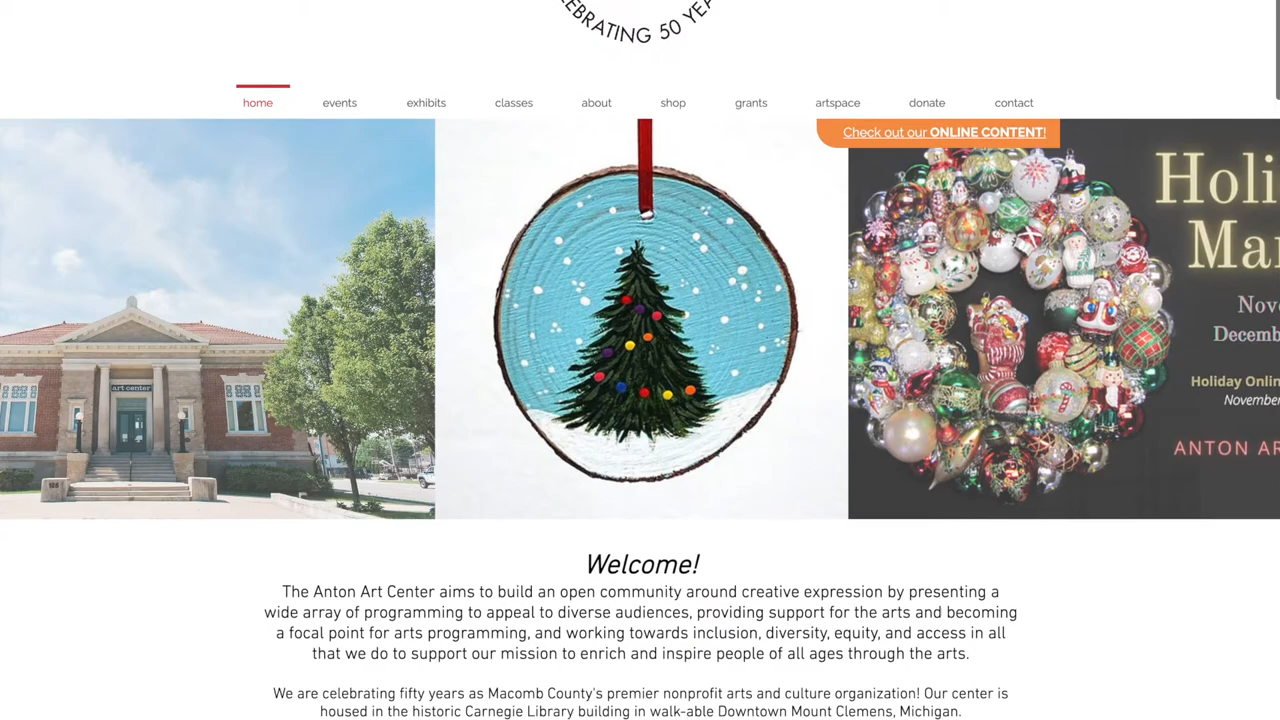 CELEBRATING 50 YEA
home events exhibits classes about shop grants artspace donate contact
Check out our ONLINE CONTENT!
art center
Holi
Ma
Nov
Decemb
Holiday Onlin
November
ANTON AR
Welcome!
The Anton Art Center aims to build an open community around creative expression by presenting a
wide array of programming to appeal to diverse audiences, providing support for the arts and becoming
a focal point for arts programming, and working towards inclusion, diversity, equity, and access in all
that we do to support our mission to enrich and inspire people of all ages through the arts.
We are celebrating fifty years as Macomb County's premier nonprofit arts and culture organization! Our center is
housed in the historic Carnegie Library building in walk-able Downtown Mount Clemens, Michigan.